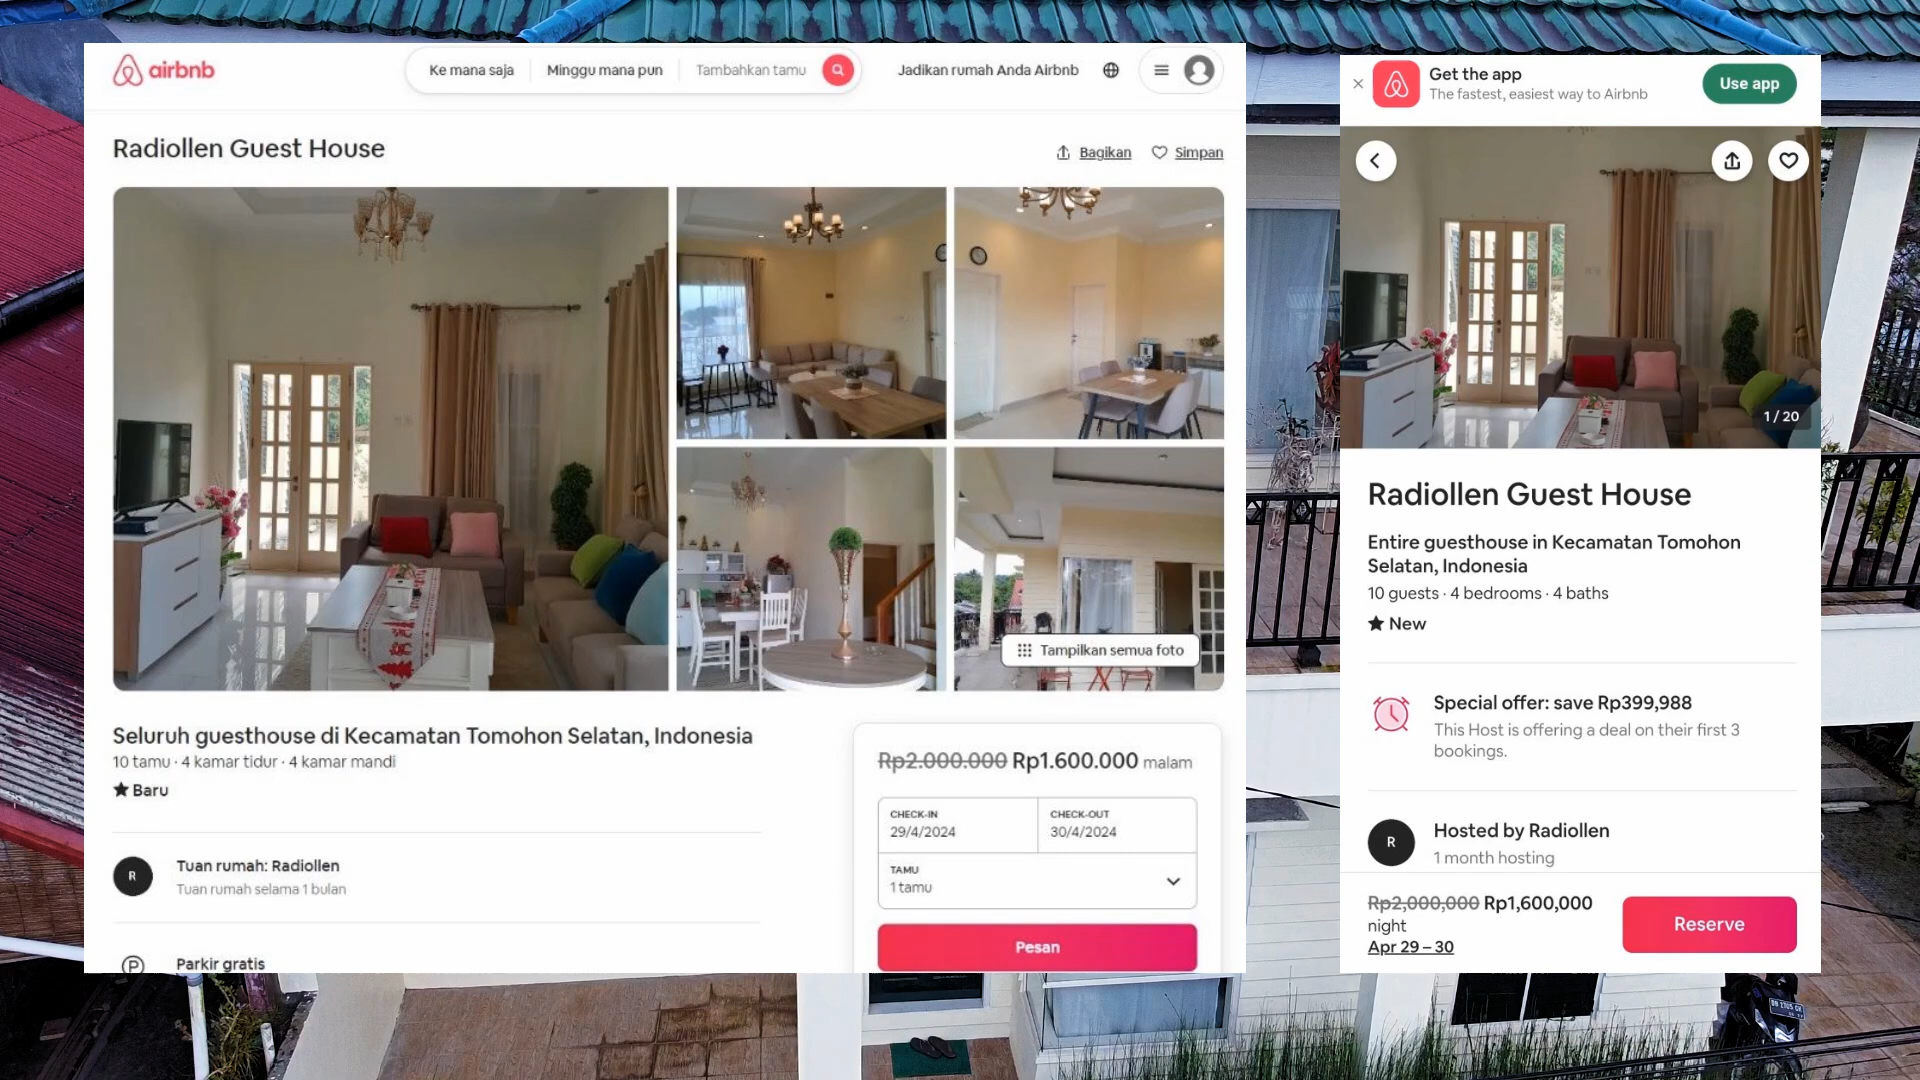 airbnb
Ke mana saja
Minggu mana pun
Tambahkan tamu
Jadikan rumah Anda Airbnb
Radiollen Guest House
Bagikan
Simpan
Tampilkan semua foto
Seluruh guesthouse di Kecamatan Tomohon Selatan, Indonesia
10 tamu · 4 kamar tidur · 4 kamar mandi
★ Baru
R
Tuan rumah: Radiollen
Tuan rumah selama 1 bulan
P
Parkir gratis
Rp2.000.000 Rp1.600.000 malam
CHECK-IN
29/4/2024
CHECK-OUT
30/4/2024
TAMU
1 tamu
Pesan
Get the app
The fastest, easiest way to Airbnb
Use app
1 / 20
Radiollen Guest House
Entire guesthouse in Kecamatan Tomohon
Selatan, Indonesia
10 guests · 4 bedrooms · 4 baths
★ New
Special offer: save Rp399,988
This Host is offering a deal on their first 3
bookings.
R
Hosted by Radiollen
1 month hosting
Rp2,000,000 Rp1,600,000
night
Apr 29 – 30
Reserve